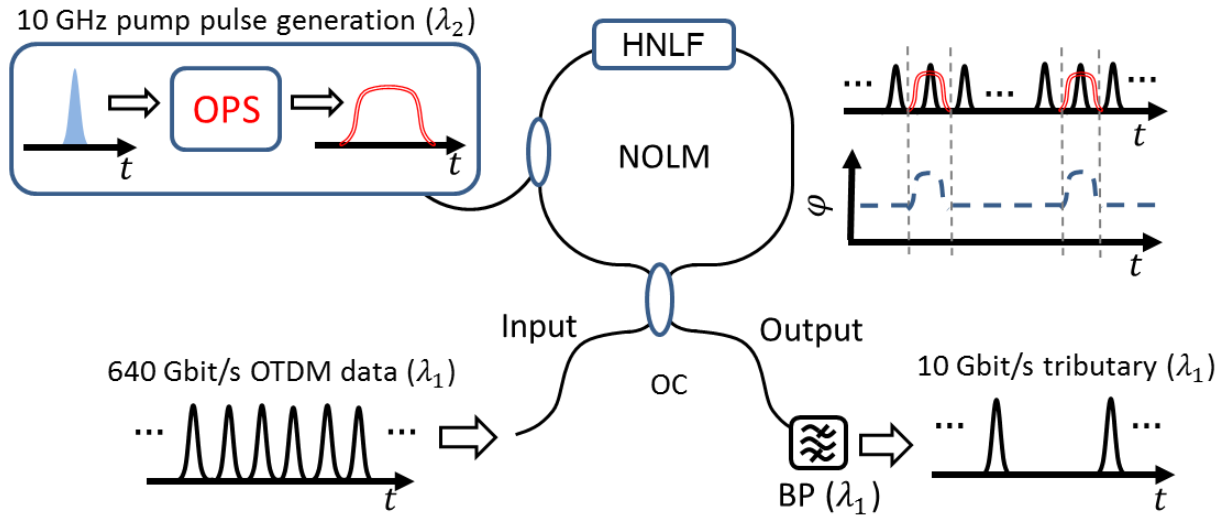 10 GHz pump pulse generation (λ₂)
OPS
t
t
HNLF
NOLM
...
...
...
t
φ
t
Input
Output
OC
640 Gbit/s OTDM data (λ₁)
...
...
t
BP (λ₁)
10 Gbit/s tributary (λ₁)
...
...
t